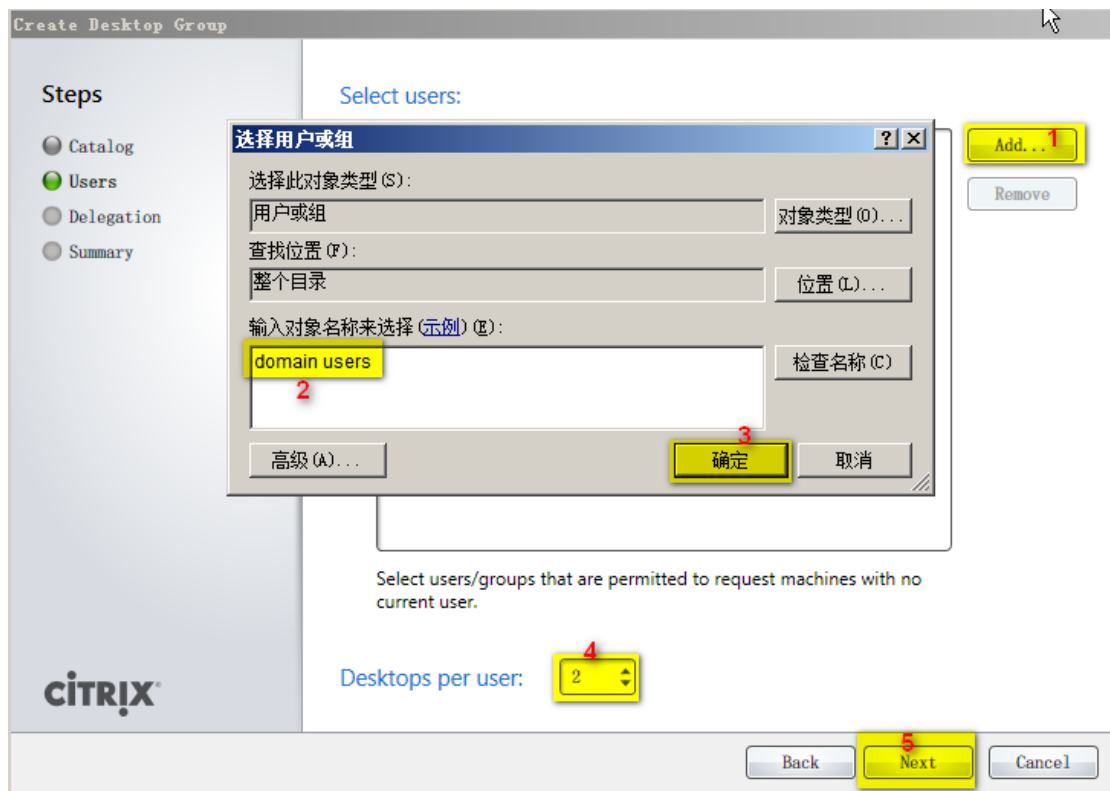 Create Desktop Group
Steps
Catalog
Users
Delegation
Summary
Select users:
Add... 1
Remove
选择用户或组
选择此对象类型(S):
用户或组
对象类型(O)...
查找位置(F):
整个目录
位置(L)...
输入对象名称来选择(示例)(E):
domain users
2
检查名称(C)
高级(A)...
3
确定
取消
Select users/groups that are permitted to request machines with no
current user.
Desktops per user:
4
2
CITRIX
Back
5
Next
Cancel